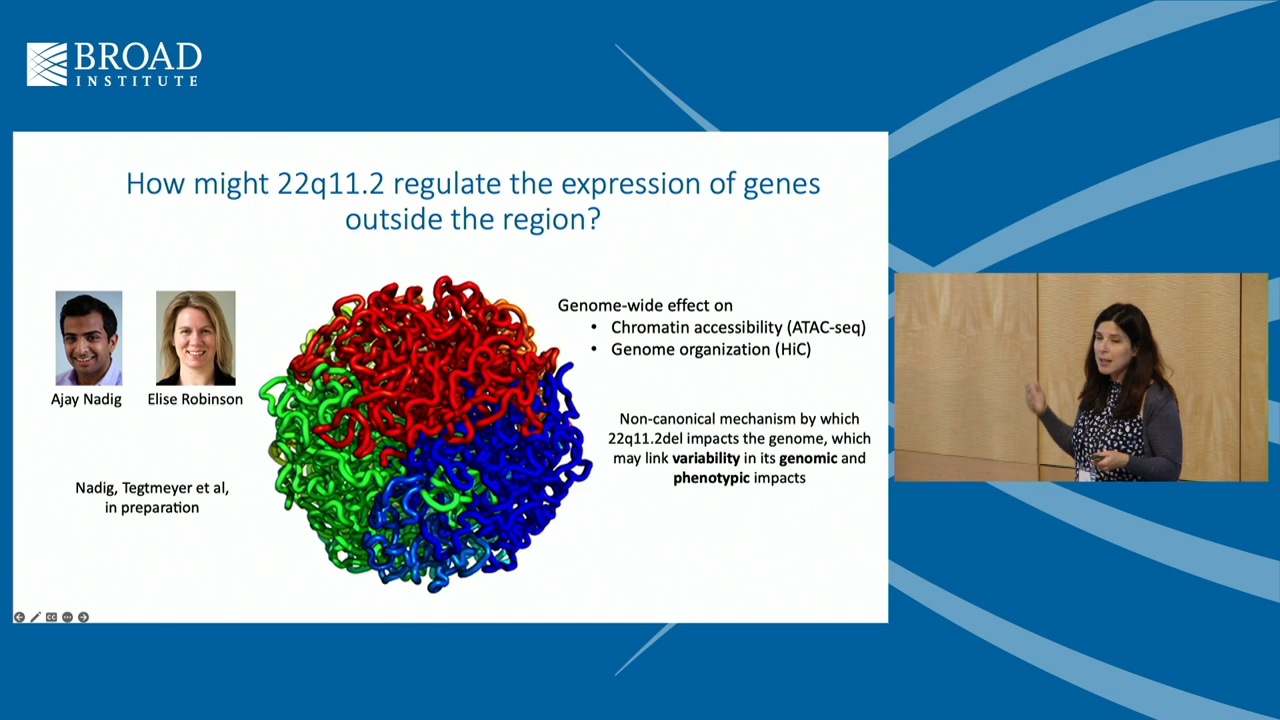 BROAD
INSTITUTE
How might 22q11.2 regulate the expression of genes
outside the region?
Ajay Nadig
Elise Robinson
Nadig, Tegtmeyer et al,
in preparation
Genome-wide effect on
• Chromatin accessibility (ATAC-seq)
• Genome organization (HiC)
Non-canonical mechanism by which
22q11.2del impacts the genome, which
may link variability in its genomic and
phenotypic impacts